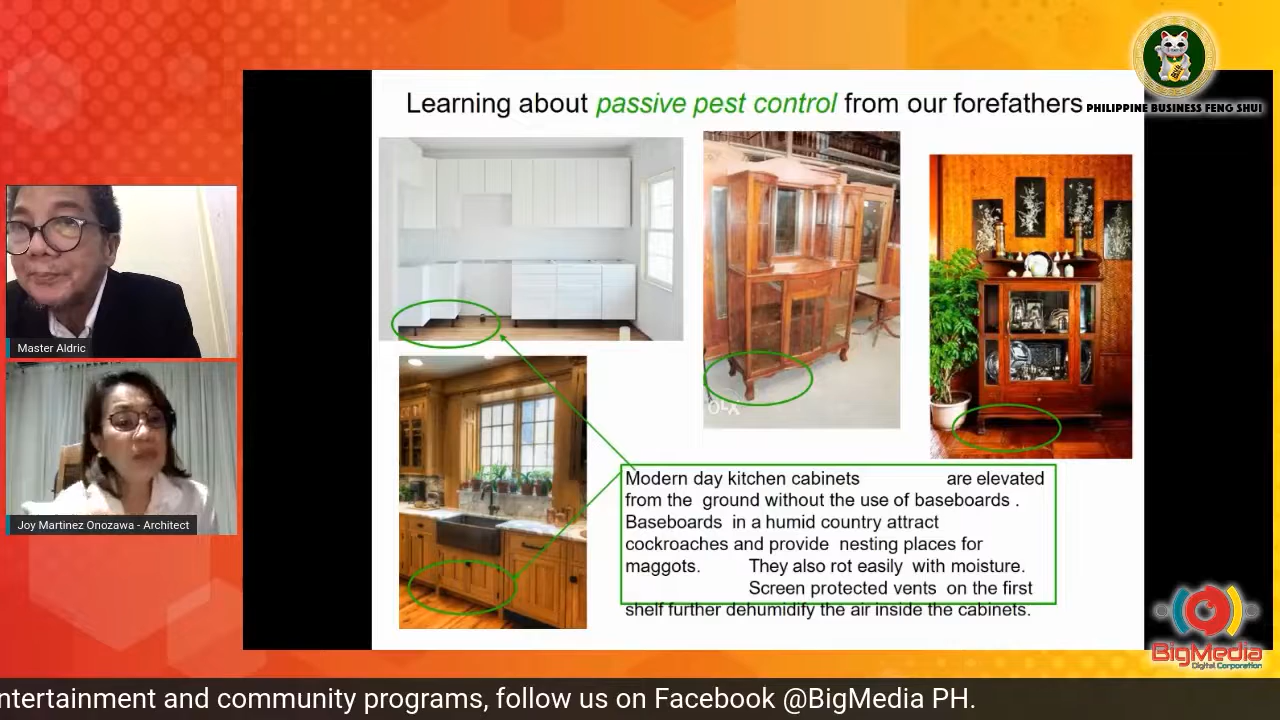 Learning about passive pest control from our forefathers
PHILIPPINE BUSINESS FENG SHUI
Master Aldric
Joy Martinez Onozawa - Architect
OLX
Modern day kitchen cabinets are elevated
from the ground without the use of baseboards .
Baseboards in a humid country attract
cockroaches and provide nesting places for
maggots. They also rot easily with moisture.
Screen protected vents on the first
shelf further dehumidify the air inside the cabinets.
BigMedia
Digital Corporation
ntertainment and community programs, follow us on Facebook @BigMedia PH.